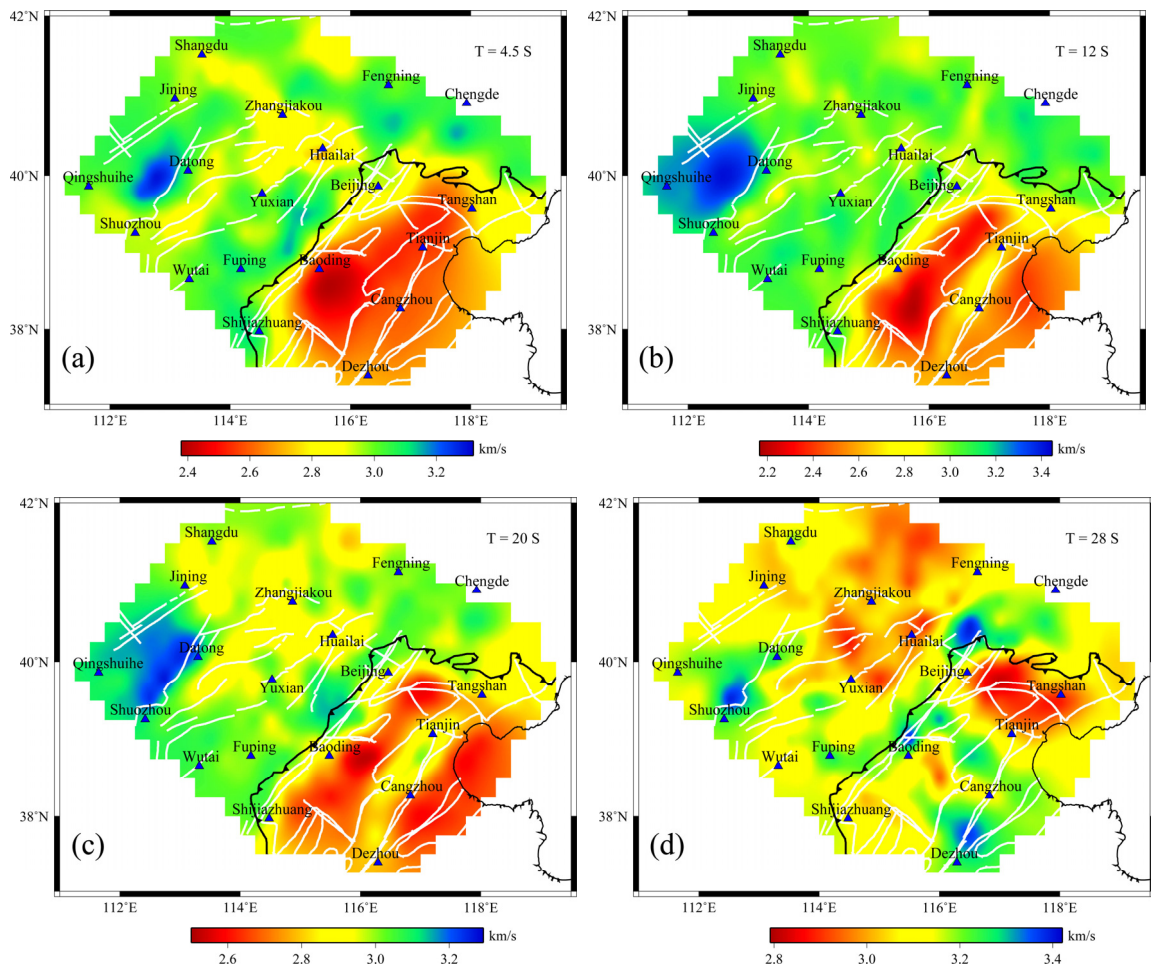 42°N
Shangdu
T = 4.5 S
Fengning
Jining
Chengde
Zhangjiakou
Datong
Huailai
40°N
Qingshuihe
Beijing
Yuxian
Tangshan
Shuozhou
Tianjin
Wutai
Fuping
Baoding
Cangzhou
38°N
Shijiazhuang
(a)
Dezhou
112°E
114°E
116°E
118°E
km/s
2.4
2.6
2.8
3.0
3.2
42°N
Shangdu
T = 12 S
Fengning
Jining
Chengde
Zhangjiakou
Datong
Huailai
40°N
Qingshuihe
Beijing
Yuxian
Tangshan
Shuozhou
Tianjin
Wutai
Fuping
Baoding
Cangzhou
38°N
Shijiazhuang
(b)
Dezhou
112°E
114°E
116°E
118°E
km/s
2.2
2.4
2.6
2.8
3.0
3.2
3.4
42°N
Shangdu
T = 20 S
Fengning
Jining
Chengde
Zhangjiakou
Datong
Huailai
40°N
Qingshuihe
Beijing
Yuxian
Tangshan
Shuozhou
Tianjin
Wutai
Fuping
Baoding
Cangzhou
38°N
Shijiazhuang
(c)
Dezhou
112°E
114°E
116°E
118°E
km/s
2.6
2.8
3.0
3.2
42°N
Shangdu
T = 28 S
Fengning
Jining
Chengde
Zhangjiakou
Datong
Huailai
40°N
Qingshuihe
Beijing
Yuxian
Tangshan
Shuozhou
Tianjin
Wutai
Fuping
Baoding
Cangzhou
38°N
Shijiazhuang
(d)
Dezhou
112°E
114°E
116°E
118°E
km/s
2.8
3.0
3.2
3.4